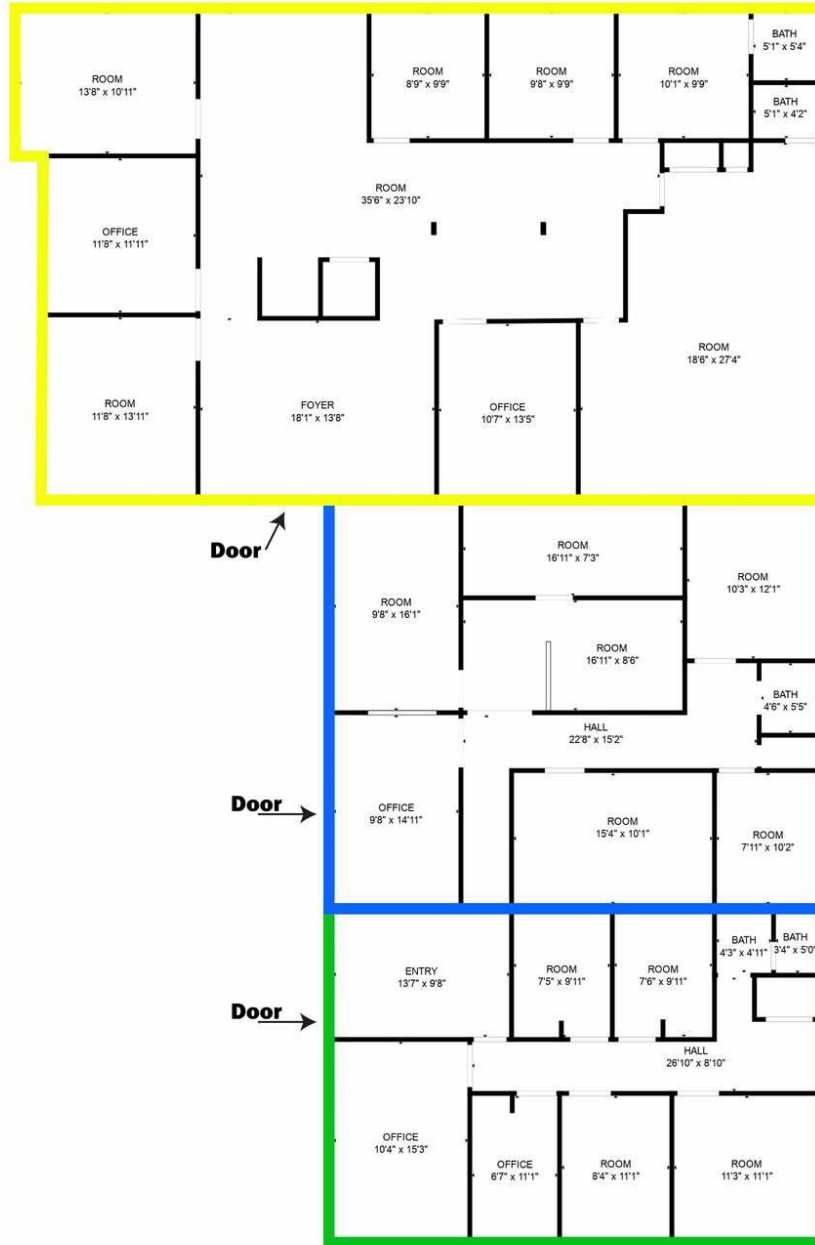 ROOM
13'8" x 10'11"
ROOM
8'9" x 9'9"
ROOM
9'8" x 9'9"
ROOM
10'1" x 9'9"
BATH
5'1" x 5'4"
BATH
5'1" x 4'2"
OFFICE
11'8" x 11'11"
ROOM
35'6" x 23'10"
ROOM
11'8" x 13'11"
FOYER
18'1" x 13'8"
OFFICE
10'7" x 13'5"
ROOM
18'6" x 27'4"
Door
ROOM
9'8" x 16'1"
ROOM
16'11" x 7'3"
ROOM
10'3" x 12'1"
ROOM
16'11" x 8'6"
BATH
4'6" x 5'5"
HALL
22'8" x 15'2"
Door
OFFICE
9'8" x 14'11"
ROOM
15'4" x 10'1"
ROOM
7'11" x 10'2"
ENTRY
13'7" x 9'8"
ROOM
7'5" x 9'11"
ROOM
7'6" x 9'11"
BATH
4'3" x 4'11"
BATH
3'4" x 5'0"
Door
HALL
26'10" x 8'10"
OFFICE
10'4" x 15'3"
OFFICE
6'7" x 11'1"
ROOM
8'4" x 11'1"
ROOM
11'3" x 11'1"